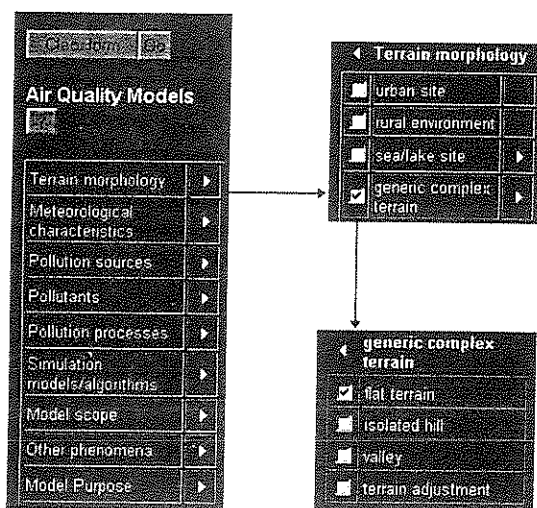 Clear form Go
Air Quality Models
Terrain morphology
Meteorological
characteristics
Pollution sources
Pollutants
Pollution processes
Simulation
models/algorithms
Model scope
Other phenomena
Model Purpose
Terrain morphology
urban site
rural environment
sea/lake site
generic complex
terrain
generic complex
terrain
flat terrain
isolated hill
valley
terrain adjustment